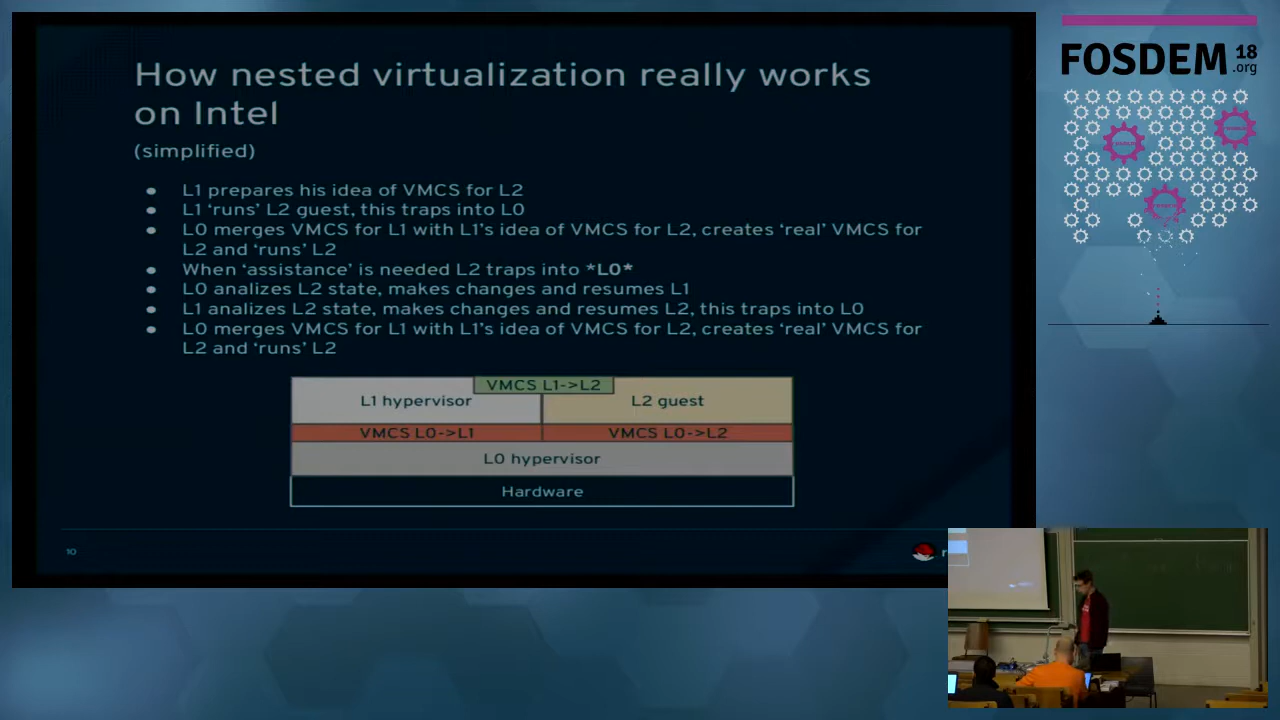 How nested virtualization really works
on Intel
(simplified)
● L1 prepares his idea of VMCS for L2
● L1 ‘runs’ L2 guest, this traps into L0
● L0 merges VMCS for L1 with L1’s idea of VMCS for L2, creates ‘real’ VMCS for
L2 and ‘runs’ L2
● When ‘assistance’ is needed L2 traps into *L0*
● L0 analizes L2 state, makes changes and resumes L1
● L1 analizes L2 state, makes changes and resumes L2, this traps into L0
● L0 merges VMCS for L1 with L1’s idea of VMCS for L2, creates ‘real’ VMCS for
L2 and ‘runs’ L2
VMCS L1->L2
L1 hypervisor
L2 guest
VMCS L0->L1
VMCS L0->L2
L0 hypervisor
Hardware
10
FOSDEM 18
.org